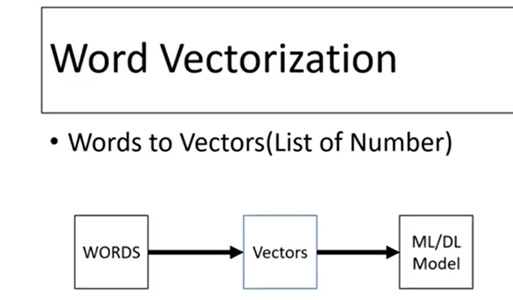 Word Vectorization
• Words to Vectors(List of Number)
WORDS
Vectors
ML/DL
Model